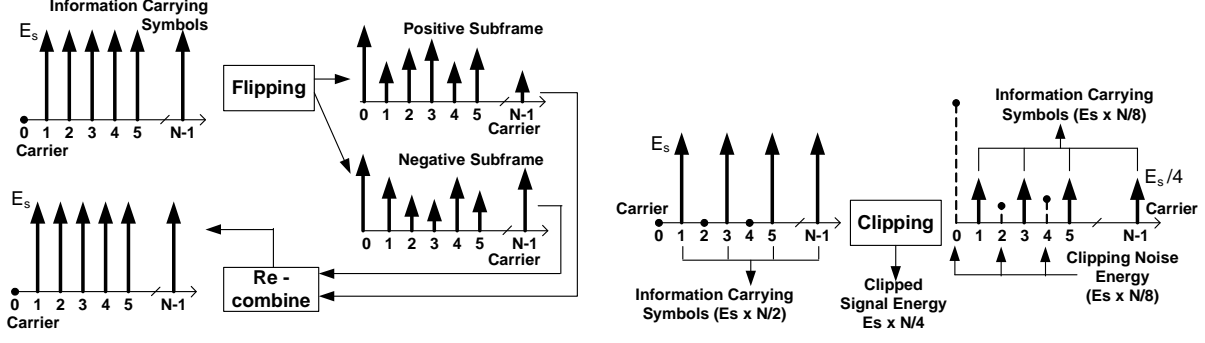 Information Carrying
Symbols
Es
0 1 2 3 4 5 N-1
Carrier
Flipping
Positive Subframe
0 1 2 3 4 5 N-1
Carrier
Negative Subframe
0 1 2 3 4 5 N-1
Carrier
Re -
combine
Es
0 1 2 3 4 5 N-1
Carrier
Es
Carrier
0 1 2 3 4 5 N-1
Information Carrying
Symbols (Es x N/2)
Clipping
Clipped
Signal Energy
Es x N/4
Information Carrying
Symbols (Es x N/8)
Es /4
Carrier
0 1 2 3 4 5 N-1
Clipping Noise
Energy
(Es x N/8)